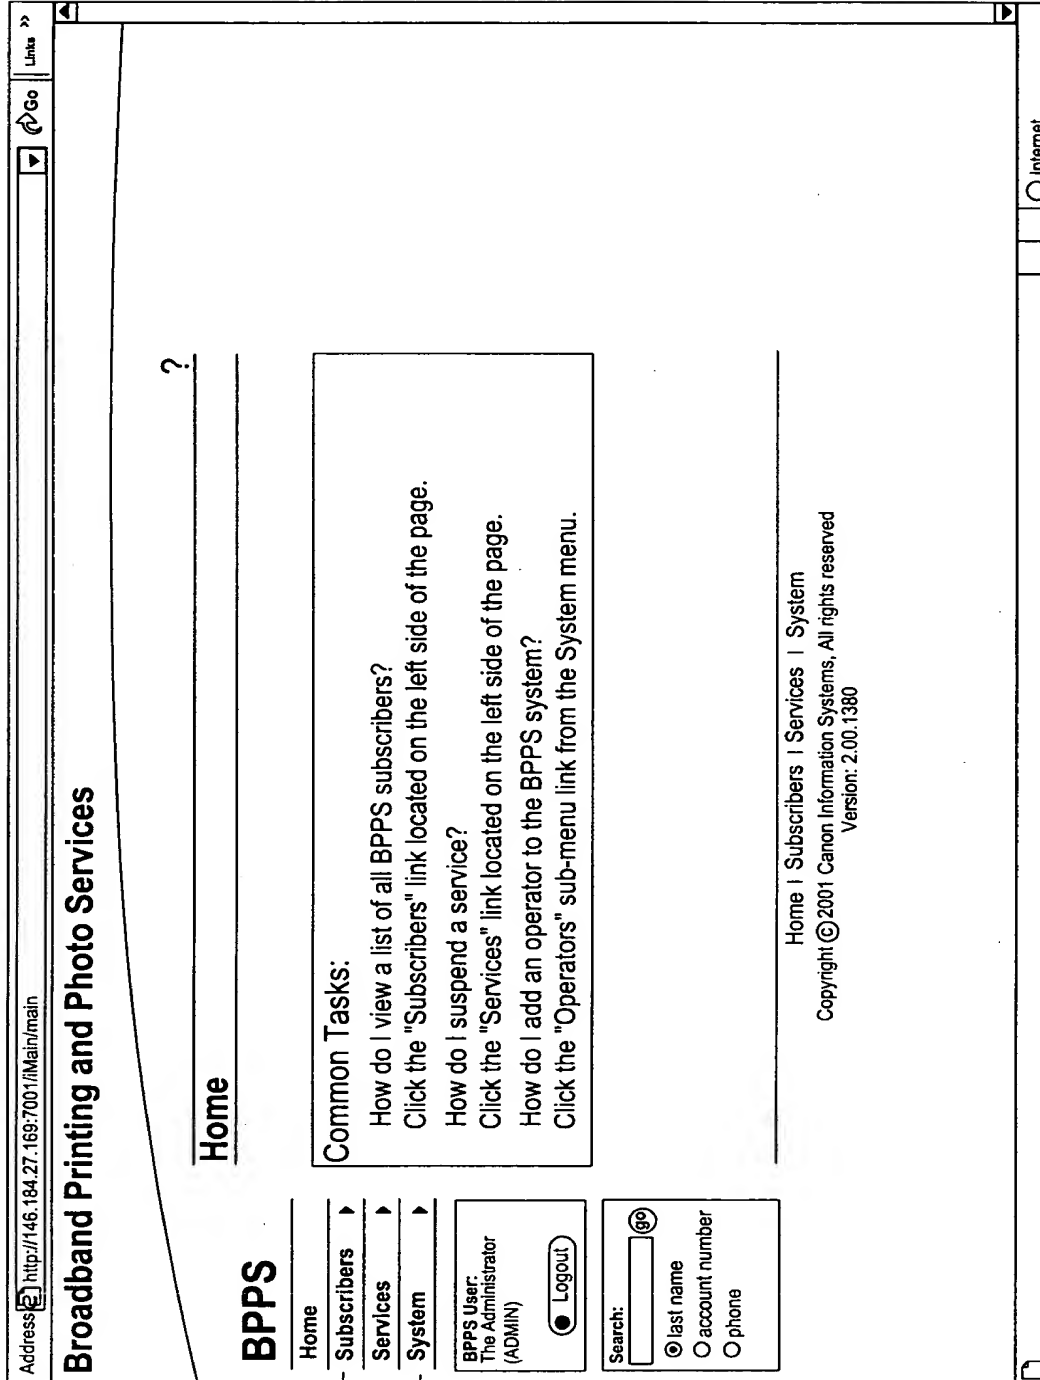 Address http://146.184.27.169:7001/iMain/main Go Links »
Broadband Printing and Photo Services
?
BPPS
Home
Subscribers
Services
System
BPPS User:
The Administrator
(ADMIN)
Logout
Search:
go
last name
account number
phone
Home
Common Tasks:
How do I view a list of all BPPS subscribers?
Click the "Subscribers" link located on the left side of the page.
How do I suspend a service?
Click the "Services" link located on the left side of the page.
How do I add an operator to the BPPS system?
Click the "Operators" sub-menu link from the System menu.
Home | Subscribers | Services | System
Copyright © 2001 Canon Information Systems, All rights reserved
Version: 2.00.1380
Internet